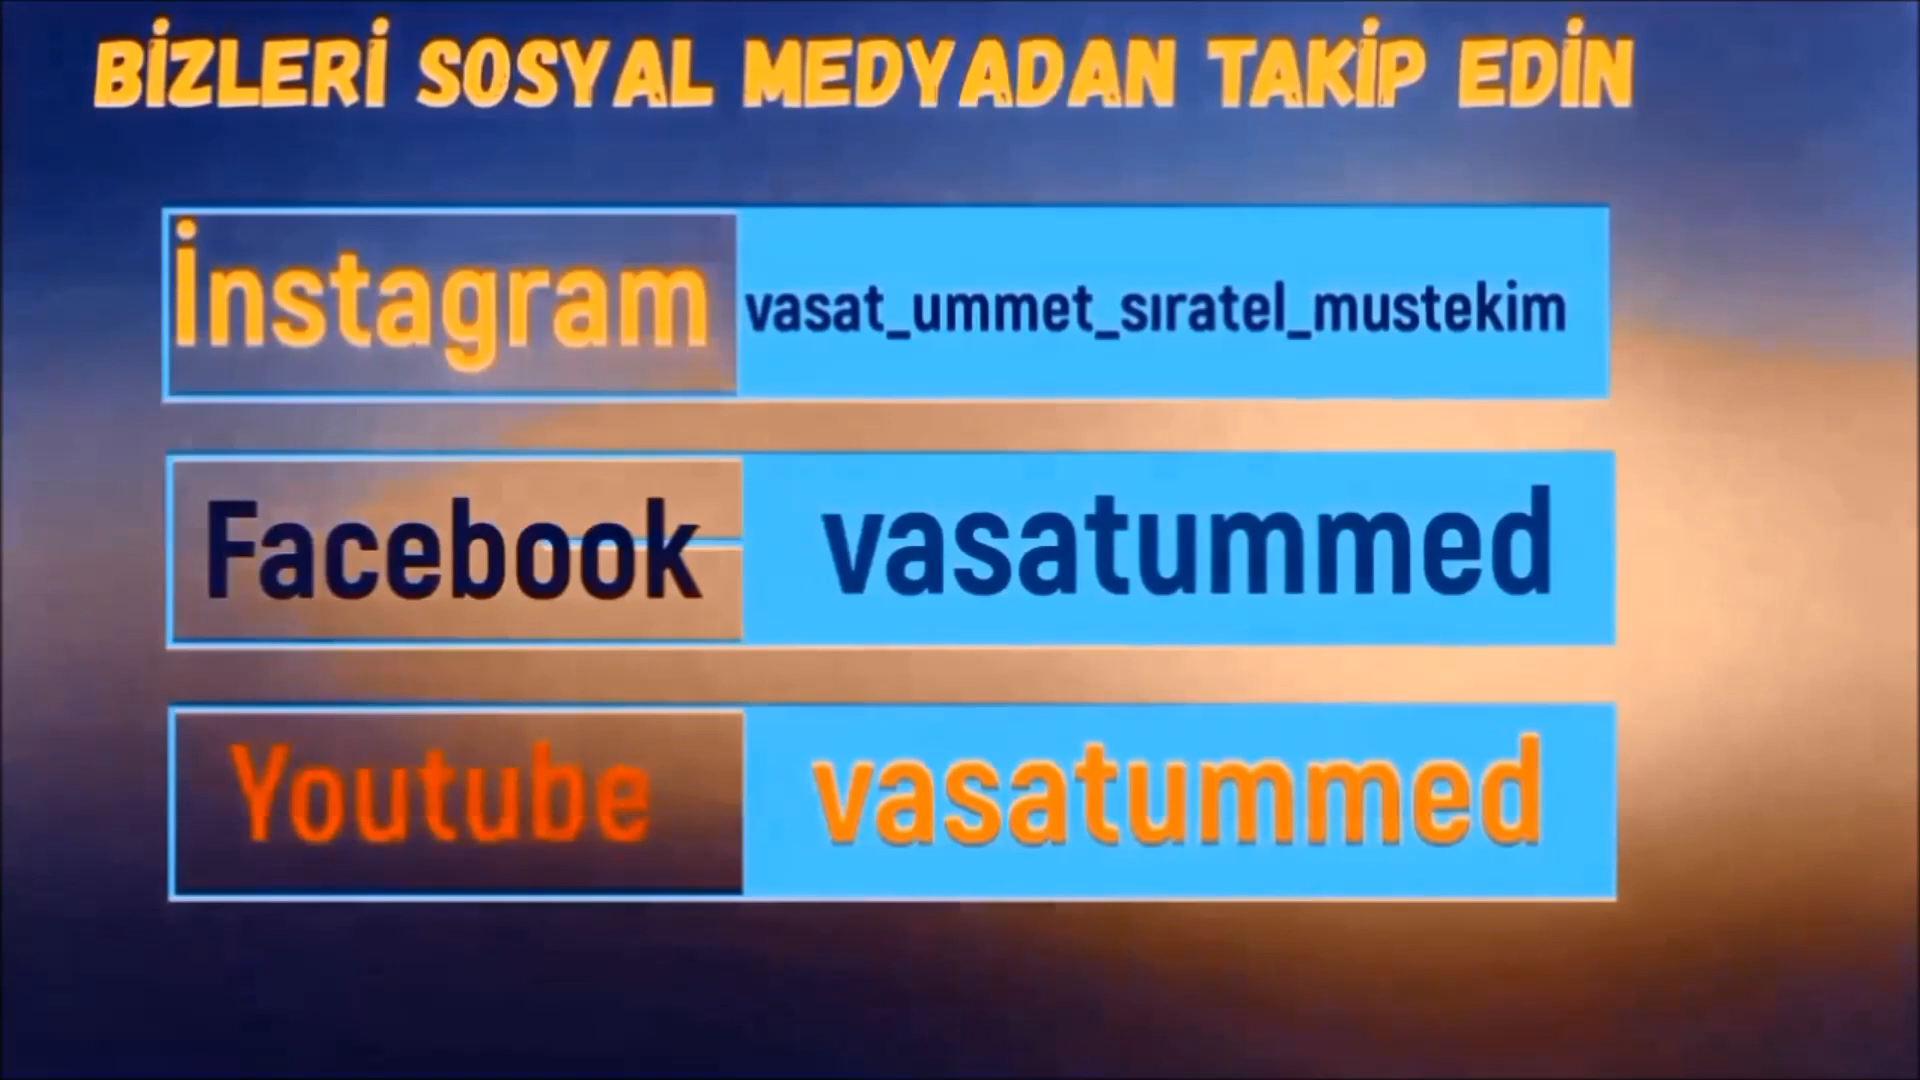 BİZLERİ SOSYAL MEDYADAN TAKİP EDİN
İnstagram vasat_ummet_sıratel_mustekim
Facebook vasatummed
Youtube vasatummed